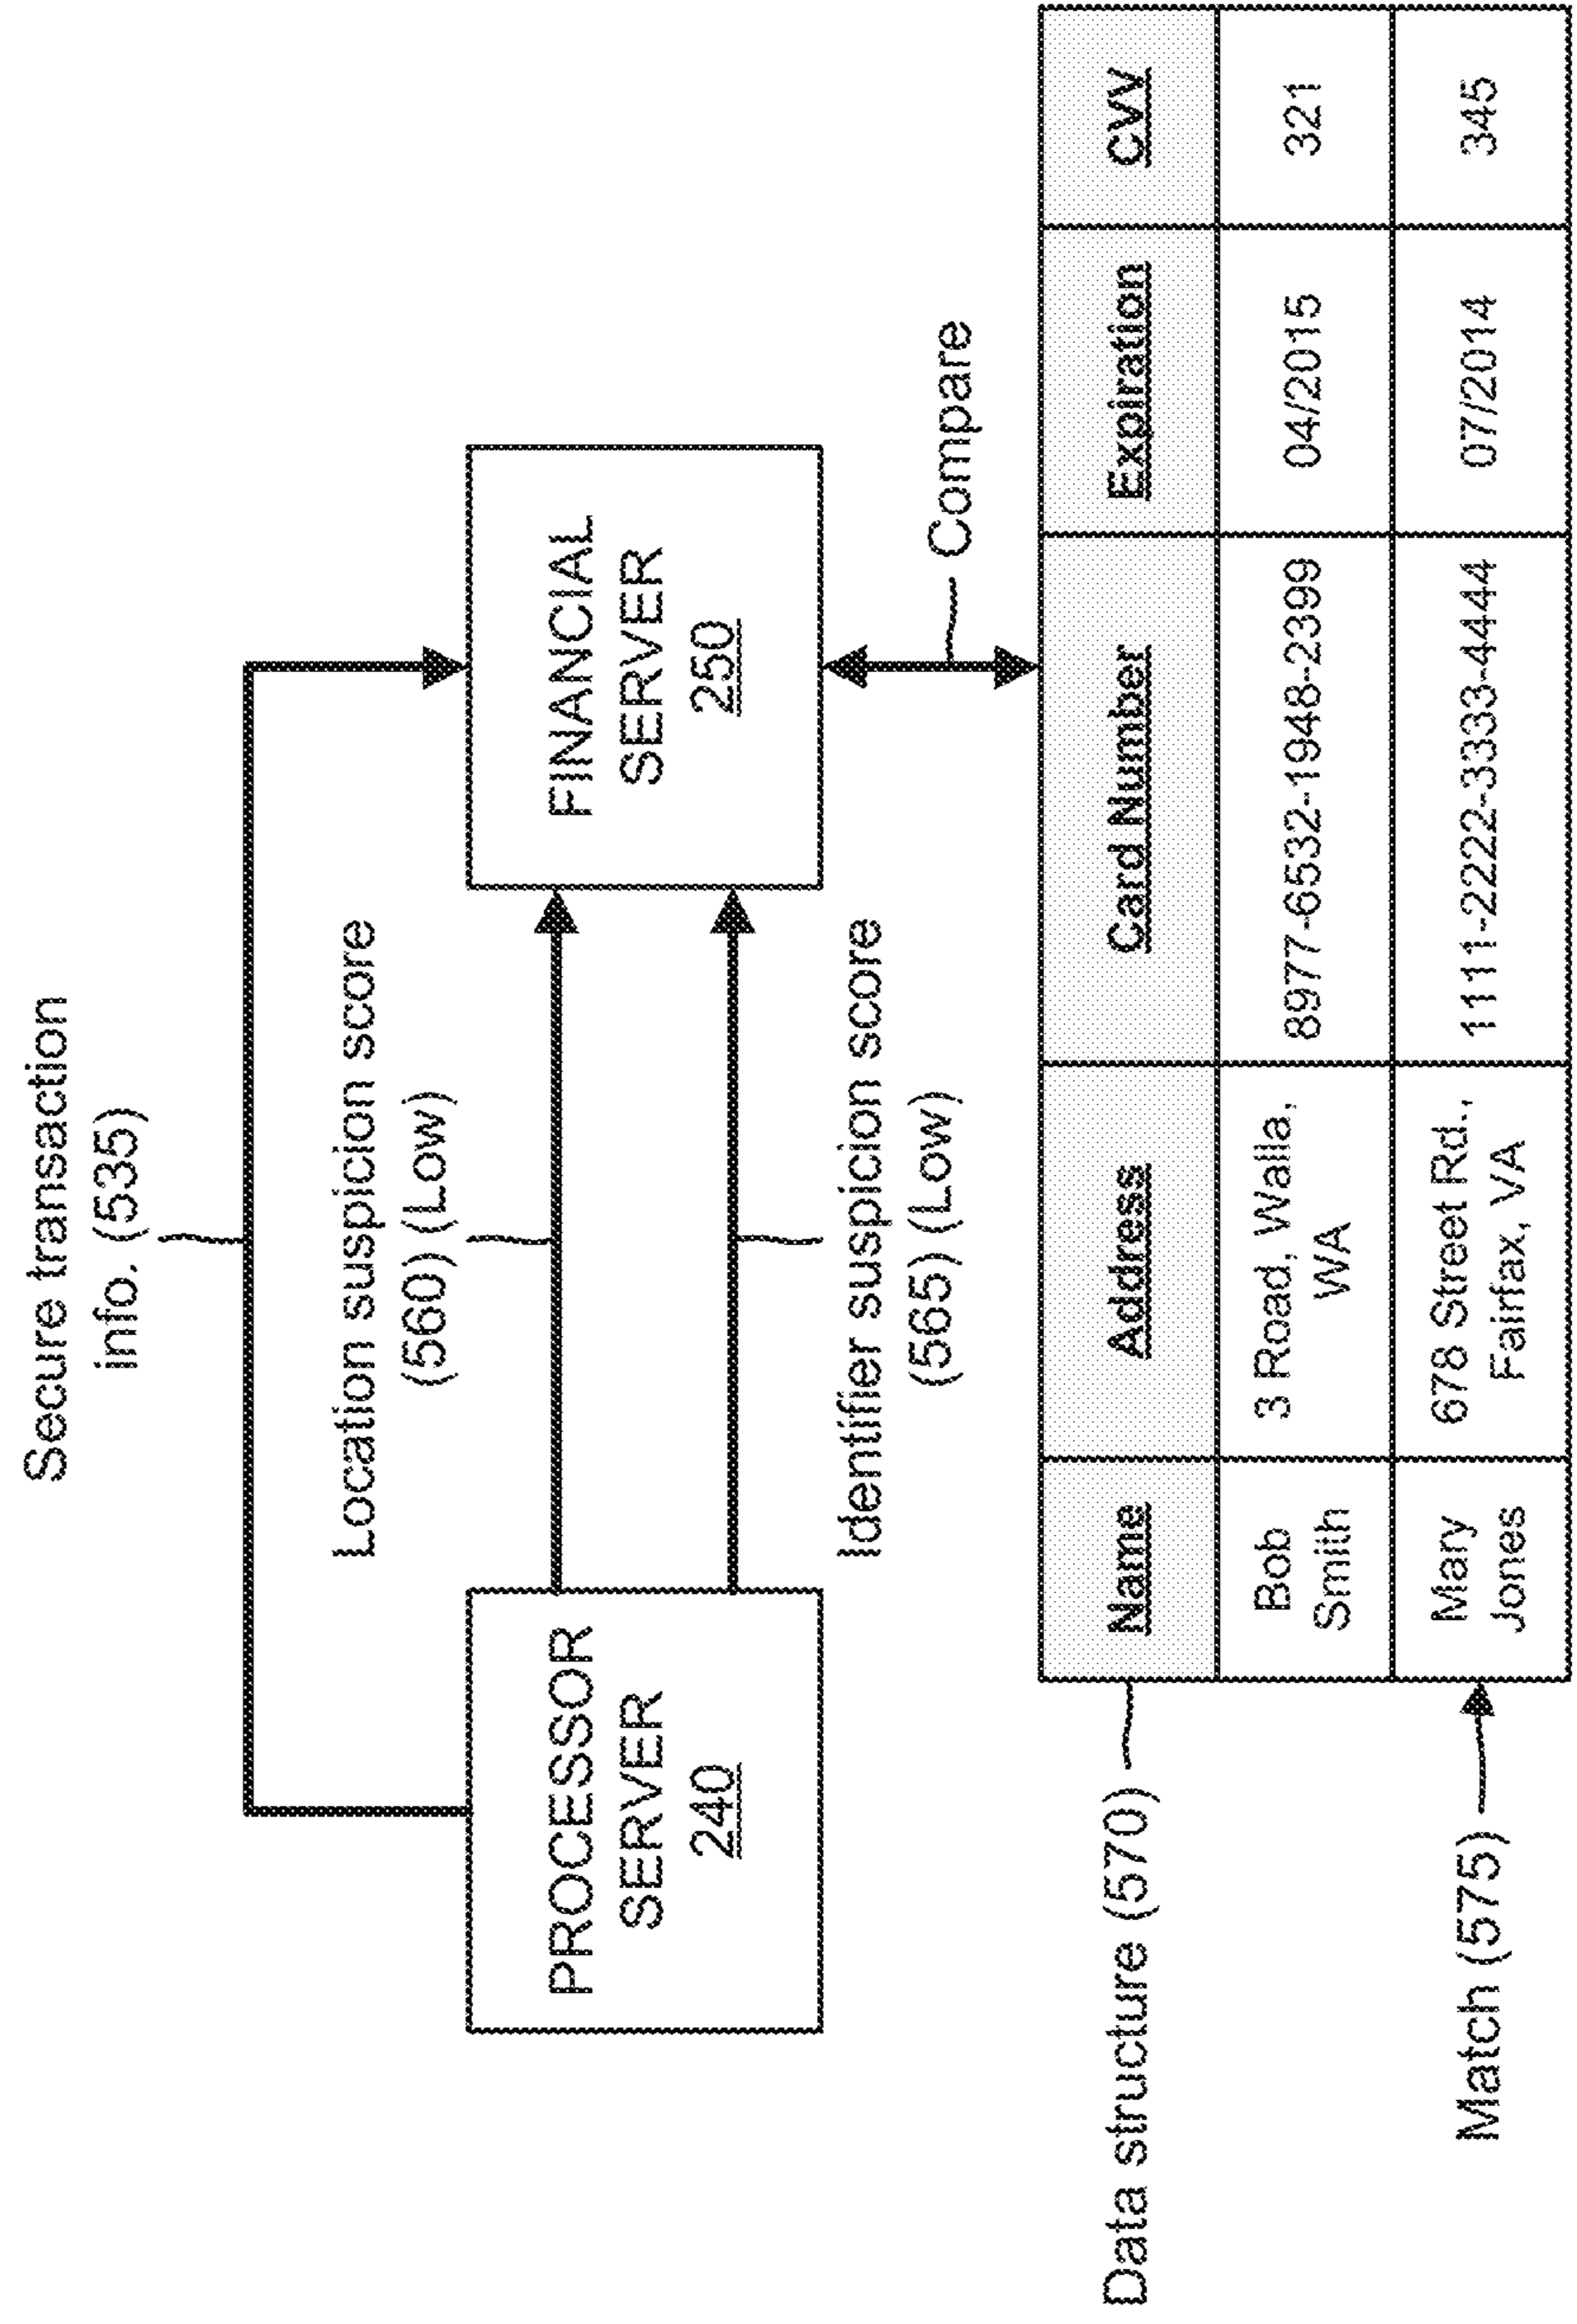 Secure transaction
info. (535)
Location suspicion score
(560) (Low)
PROCESSOR
SERVER
240
FINANCIAL
SERVER
250
Identifier suspicion score
(565) (Low)
Compare
Data structure (570)
Name
Address
Card Number
Expiration
CVV
Bob
Smith
3 Road, Walla,
WA
8977-6532-1948-2399
04/2015
321
Match (575)
Mary
Jones
678 Street Rd.,
Fairfax, VA
1111-2222-3333-4444
07/2014
345